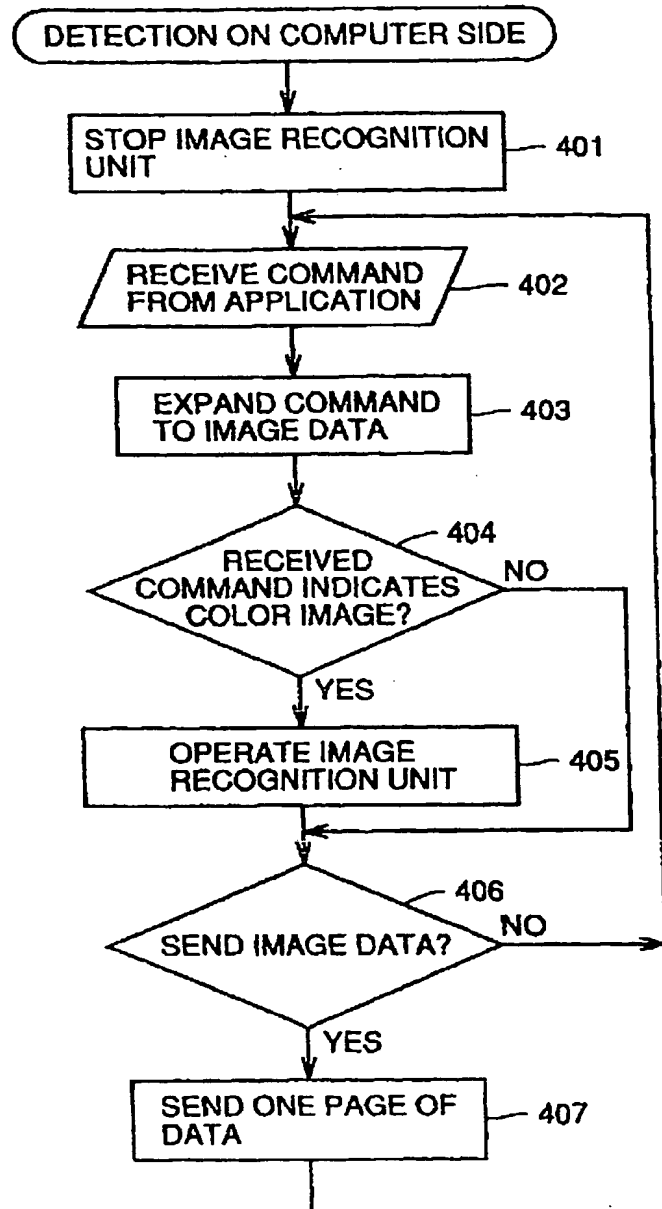 DETECTION ON COMPUTER SIDE
STOP IMAGE RECOGNITION
UNIT
401
RECEIVE COMMAND
FROM APPLICATION
402
EXPAND COMMAND
TO IMAGE DATA
403
404
RECEIVED
COMMAND INDICATES
COLOR IMAGE?
NO
YES
OPERATE IMAGE
RECOGNITION UNIT
405
406
SEND IMAGE DATA?
NO
YES
SEND ONE PAGE OF
DATA
407